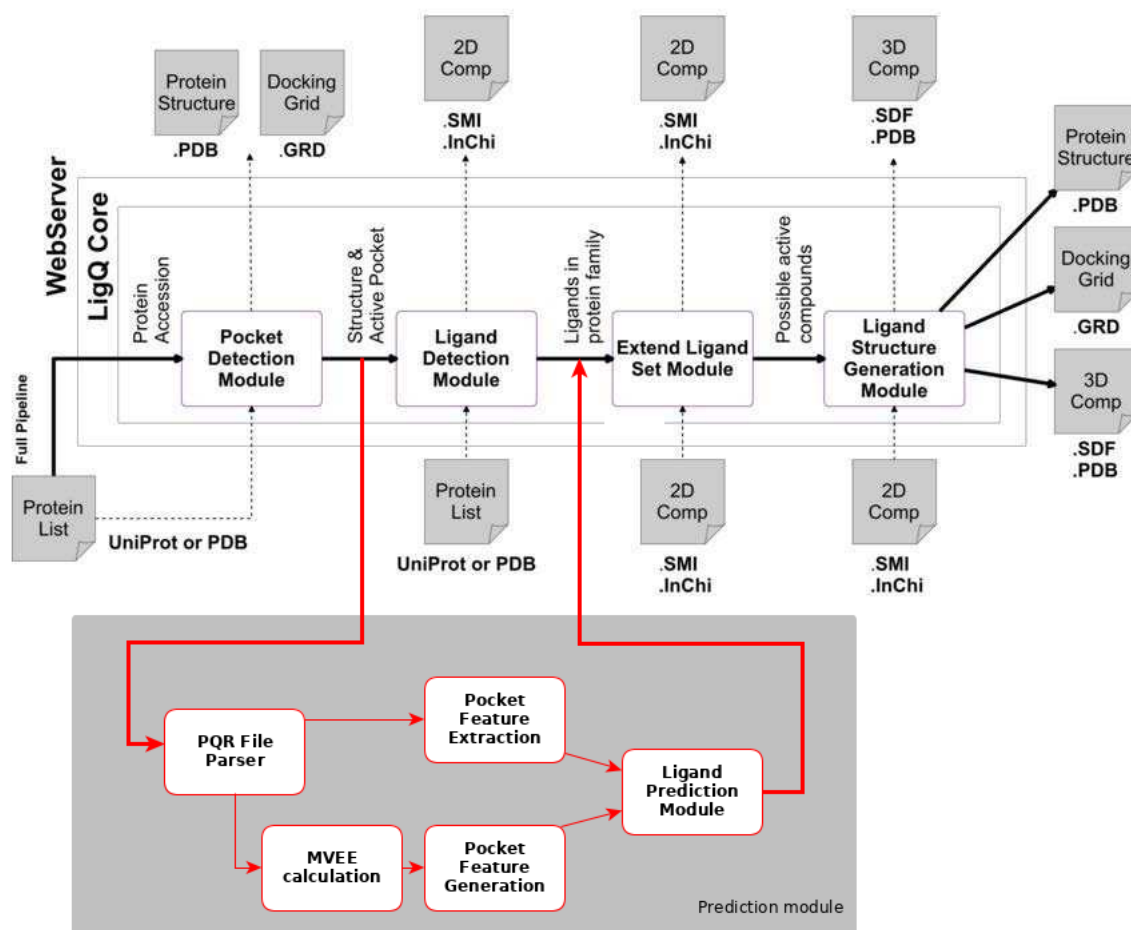 2D
Comp
.SMI
.InChi
2D
Comp
.SMI
.InChi
3D
Comp
.SDF
.PDB
Protein
Structure
.PDB
Docking
Grid
.GRD
WebServer
LigQ Core
Full Pipeline
Protein
Accession
Pocket
Detection
Module
Structure &
Active Pocket
Ligand
Detection
Module
Ligands in
protein family
Extend Ligand
Set Module
Possible active
compounds
Ligand
Structure
Generation
Module
Protein
Structure
.PDB
Docking
Grid
.GRD
3D
Comp
.SDF
.PDB
Protein
List
UniProt or PDB
Protein
List
UniProt or PDB
2D
Comp
.SMI
.InChi
2D
Comp
.SMI
.InChi
PQR File
Parser
Pocket
Feature
Extraction
MVEE
calculation
Pocket
Feature
Generation
Ligand
Prediction
Module
Prediction module